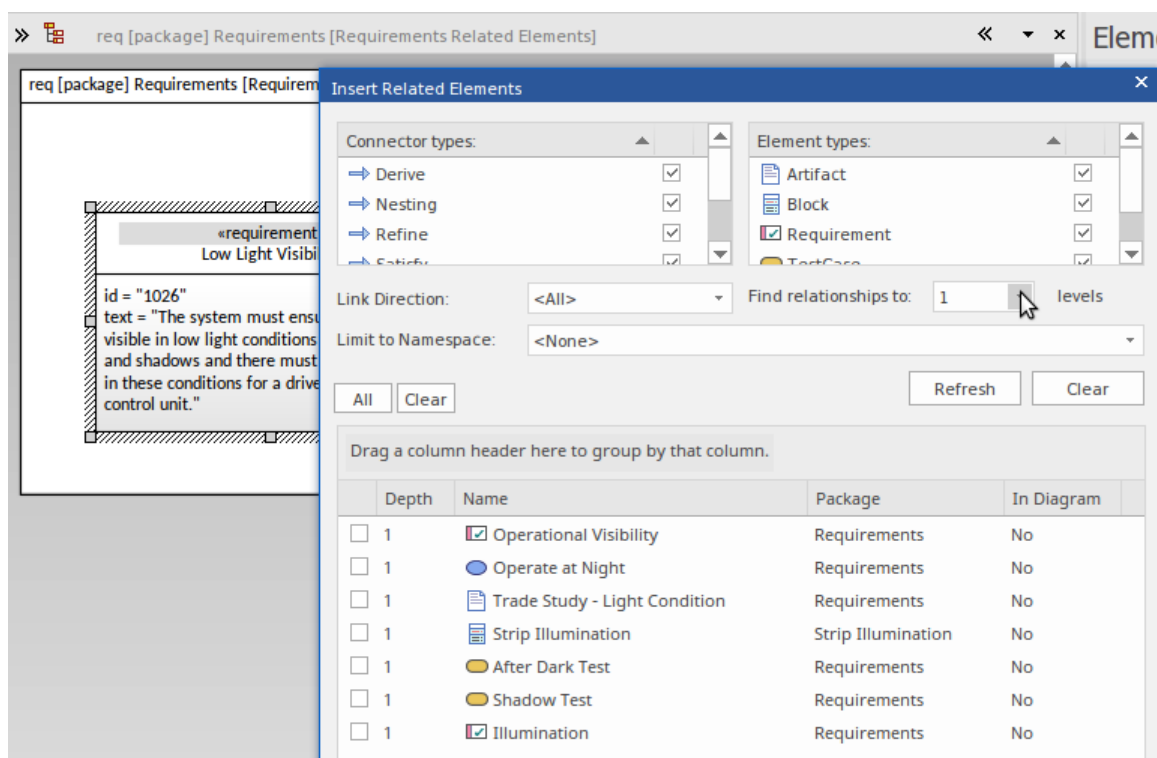 req [package] Requirements [Requirements Related Elements]
Elem
req [package] Requirements [Requirem
Insert Related Elements
Connector types:
Element types:
Derive
Artifact
Nesting
Block
Refine
Requirement
Satisfy
TestCase
«requirement
Low Light Visibi
id = "1026"
text = "The system must ensu
visible in low light conditions
and shadows and there must
in these conditions for a drive
control unit."
Link Direction: <All> Find relationships to: 1 levels
Limit to Namespace: <None>
All Clear Refresh Clear
Drag a column header here to group by that column.
Depth Name Package In Diagram
1 Operational Visibility Requirements No
1 Operate at Night Requirements No
1 Trade Study - Light Condition Requirements No
1 Strip Illumination Strip Illumination No
1 After Dark Test Requirements No
1 Shadow Test Requirements No
1 Illumination Requirements No